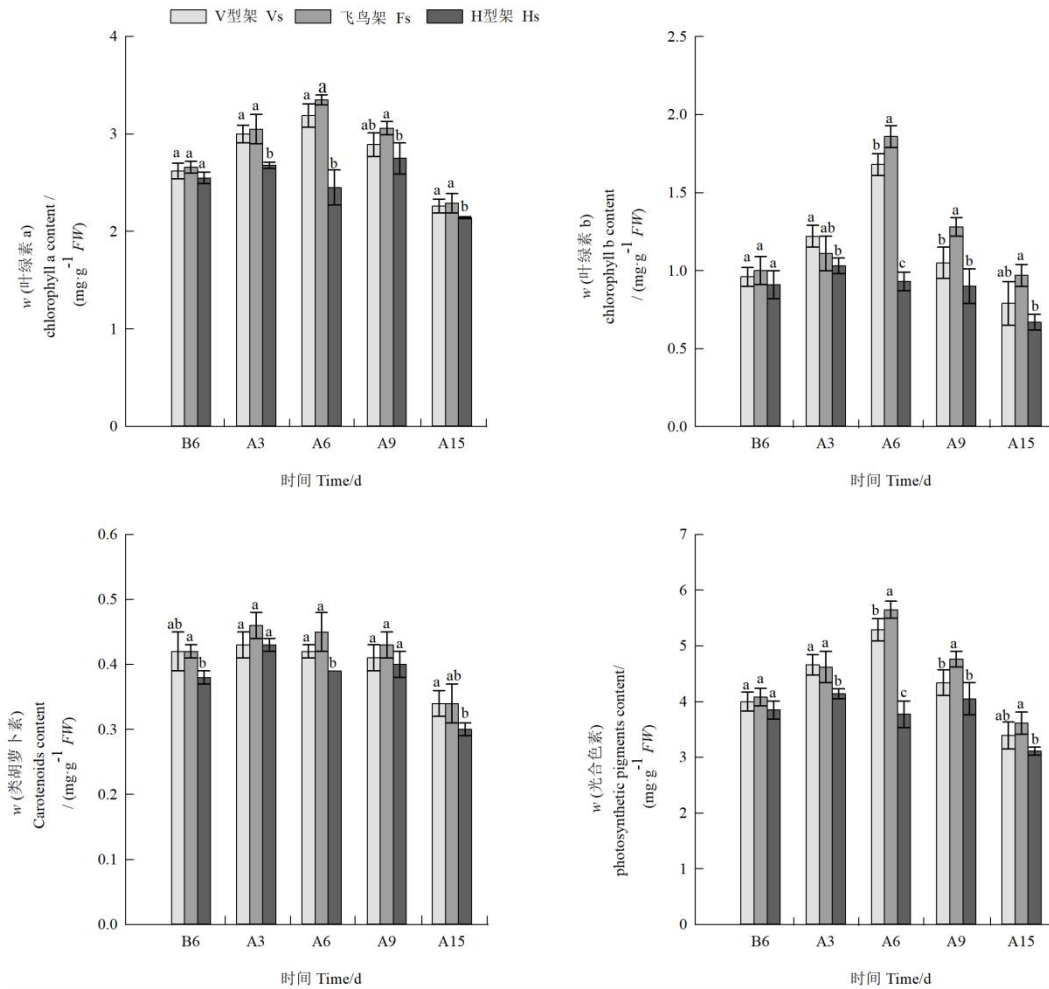 V型架 Vs 飞鸟架 Fs H型架 Hs
w (叶绿素 a)
chlorophyll a content /
(mg·g-1 FW)
4
3
2
1
0
a a a
a a b
a a b
ab a b
a a b
B6 A3 A6 A9 A15
时间 Time/d
w (叶绿素 b)
chlorophyll b content
/ (mg·g-1 FW)
2.5
2.0
1.5
1.0
0.5
0.0
a a a
a ab b
b a c
b a b
ab a b
B6 A3 A6 A9 A15
时间 Time/d
w (类胡萝卜素)
Carotenoids content
/ (mg·g-1 FW)
0.6
0.5
0.4
0.3
0.2
0.1
0.0
ab a b
a a a
a a b
a a a
a ab b
B6 A3 A6 A9 A15
时间 Time/d
w (光合色素)
photosynthetic pigments content/
(mg·g-1 FW)
7
6
5
4
3
2
1
0
a a a
a a b
b a c
b a b
ab a b
B6 A3 A6 A9 A15
时间 Time/d